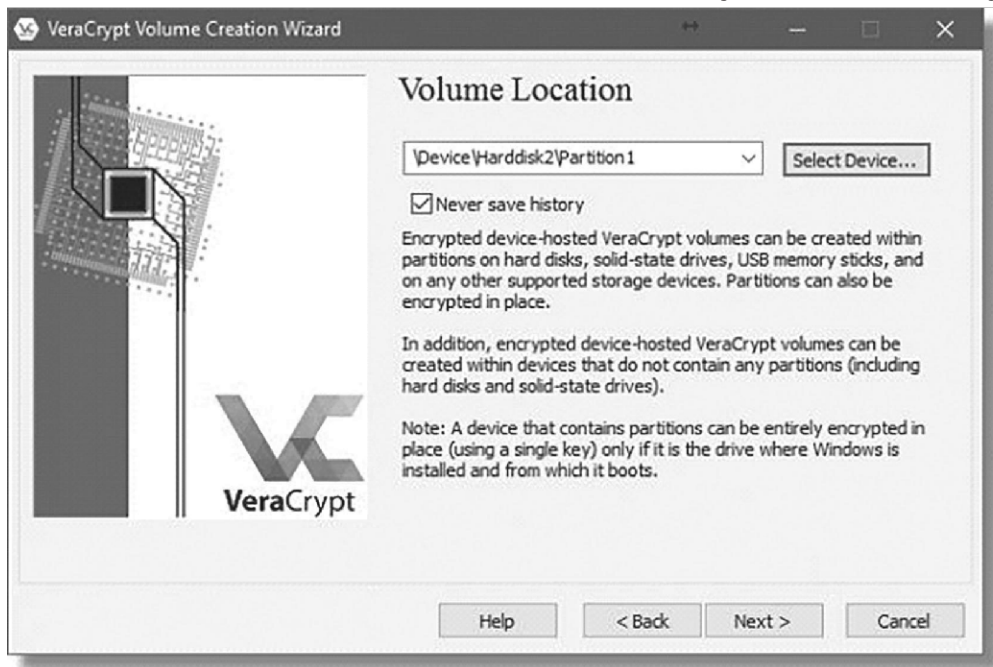 VeraCrypt Volume Creation Wizard
Volume Location
\Device\Harddisk2\Partition1
Select Device...
Never save history
Encrypted device-hosted VeraCrypt volumes can be created within
partitions on hard disks, solid-state drives, USB memory sticks, and
on any other supported storage devices. Partitions can also be
encrypted in place.
In addition, encrypted device-hosted VeraCrypt volumes can be
created within devices that do not contain any partitions (including
hard disks and solid-state drives).
Note: A device that contains partitions can be entirely encrypted in
place (using a single key) only if it is the drive where Windows is
installed and from which it boots.
VeraCrypt
Help
< Back
Next >
Cancel